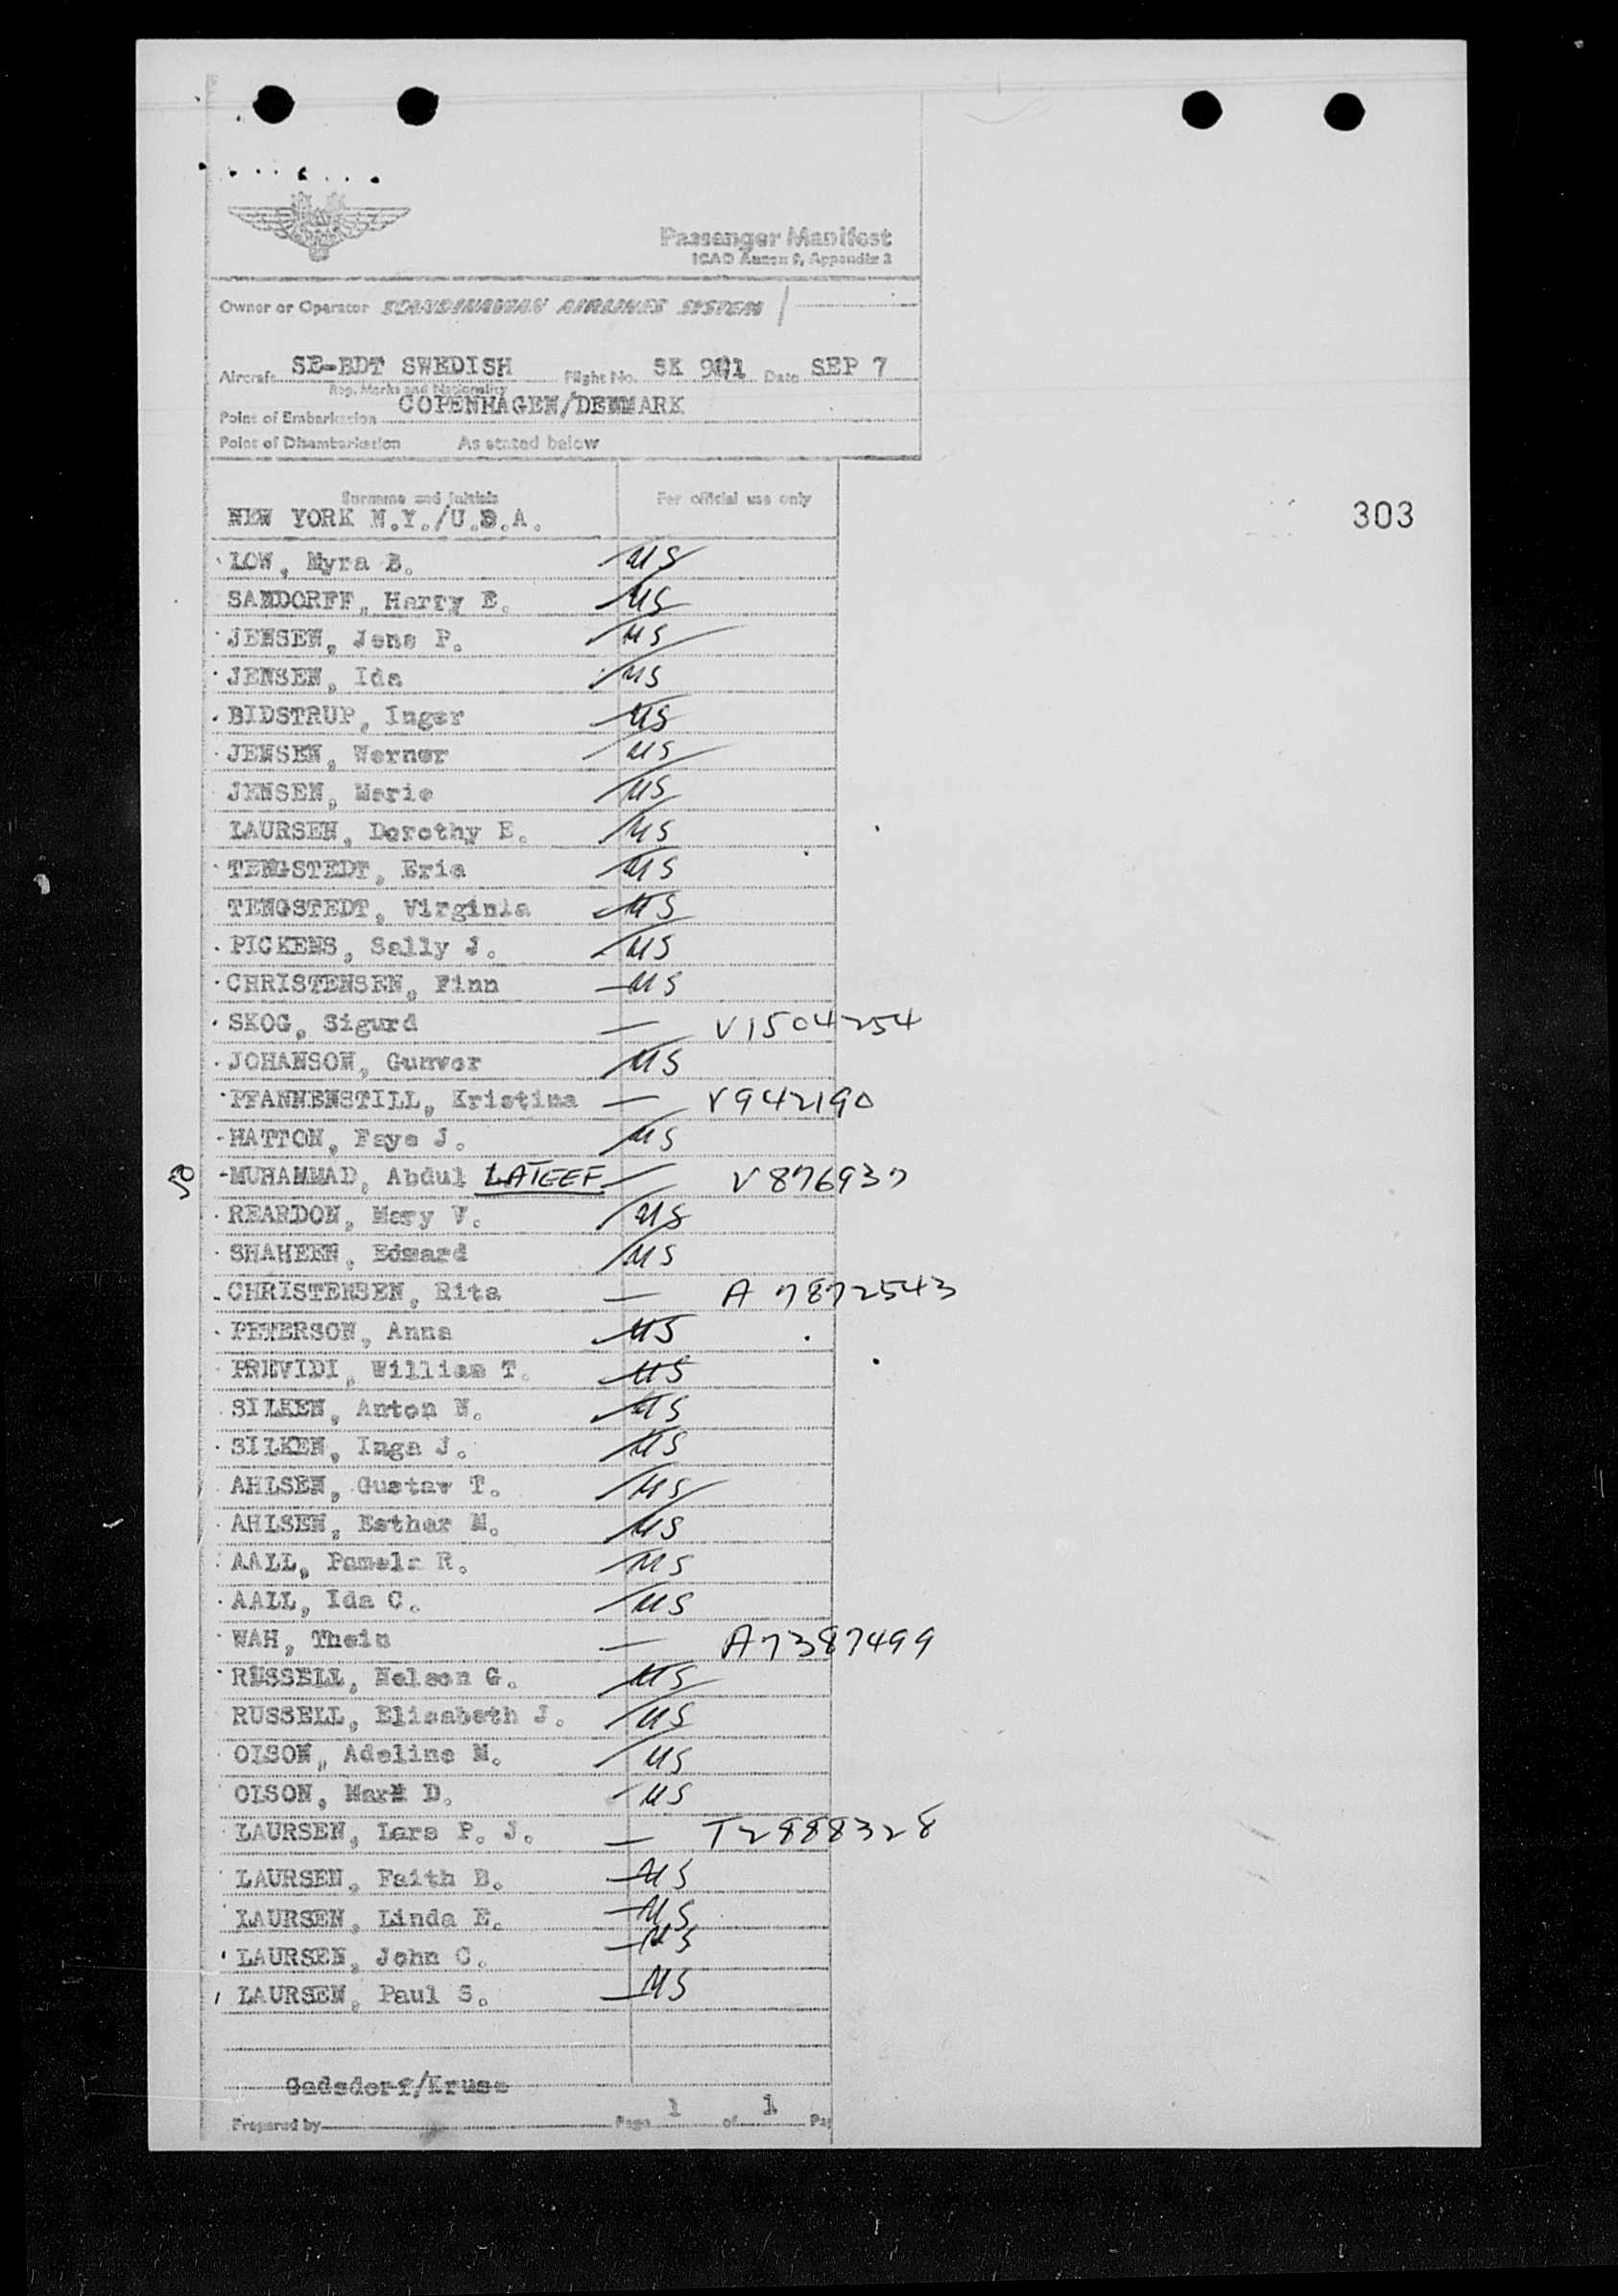 Passenger Manifest
ICAO Annex 9, Appendix 2
Owner or Operator SCANDINAVIAN AIRLINES SYSTEM
Aircraft SE-BDT SWEDISH Flight No. SK 911 Date SEP 7
Reg. Marks and Nationality
Point of Embarkation COPENHAGEN/DENMARK
Point of Disembarkation As stated below
Surname and Initials For official use only
NEW YORK N.Y./U.S.A.
303
LOW, Myra B. US
SANDORFF, Harry E. US
JENSEN, Jens P. US
JENSEN, Ida US
BIDSTRUP, Inger US
JENSEN, Werner US
JENSEN, Marie US
LAURSEN, Dorothy E. US
TENGSTEDT, Eric US
TENGSTEDT, Virginia US
PICKENS, Sally J. US
CHRISTENSEN, Finn US
SKOG, Sigurd — V1504254
JOHANSON, Gunvor US
PFANNENSTILL, Kristina — V942190
HATTON, Faye J. US
50 MUHAMMAD, Abdul LATEEF — V876937
REARDON, Mary V. US
SHAHEEN, Edward US
CHRISTENSEN, Rita — A 7872543
PETERSON, Anna US
PREVIDI, William T. US
SILKEN, Anton N. US
SILKEN, Inga J. US
AHLSEN, Gustav T. US
AHLSEN, Esther M. US
AALL, Pamela R. US
AALL, Ida C. US
WAH, Thein — A7387499
RUSSELL, Nelson G. US
RUSSELL, Elisabeth J. US
OLSON, Adeline M. US
OLSON, Mark D. US
LAURSEN, Lars P. J. — T2888328
LAURSEN, Faith B. US
LAURSEN, Linda E. US
LAURSEN, John C. US
LAURSEN, Paul S. US
Gadsdorf/Kruse
Prepared by Page 1 of 1